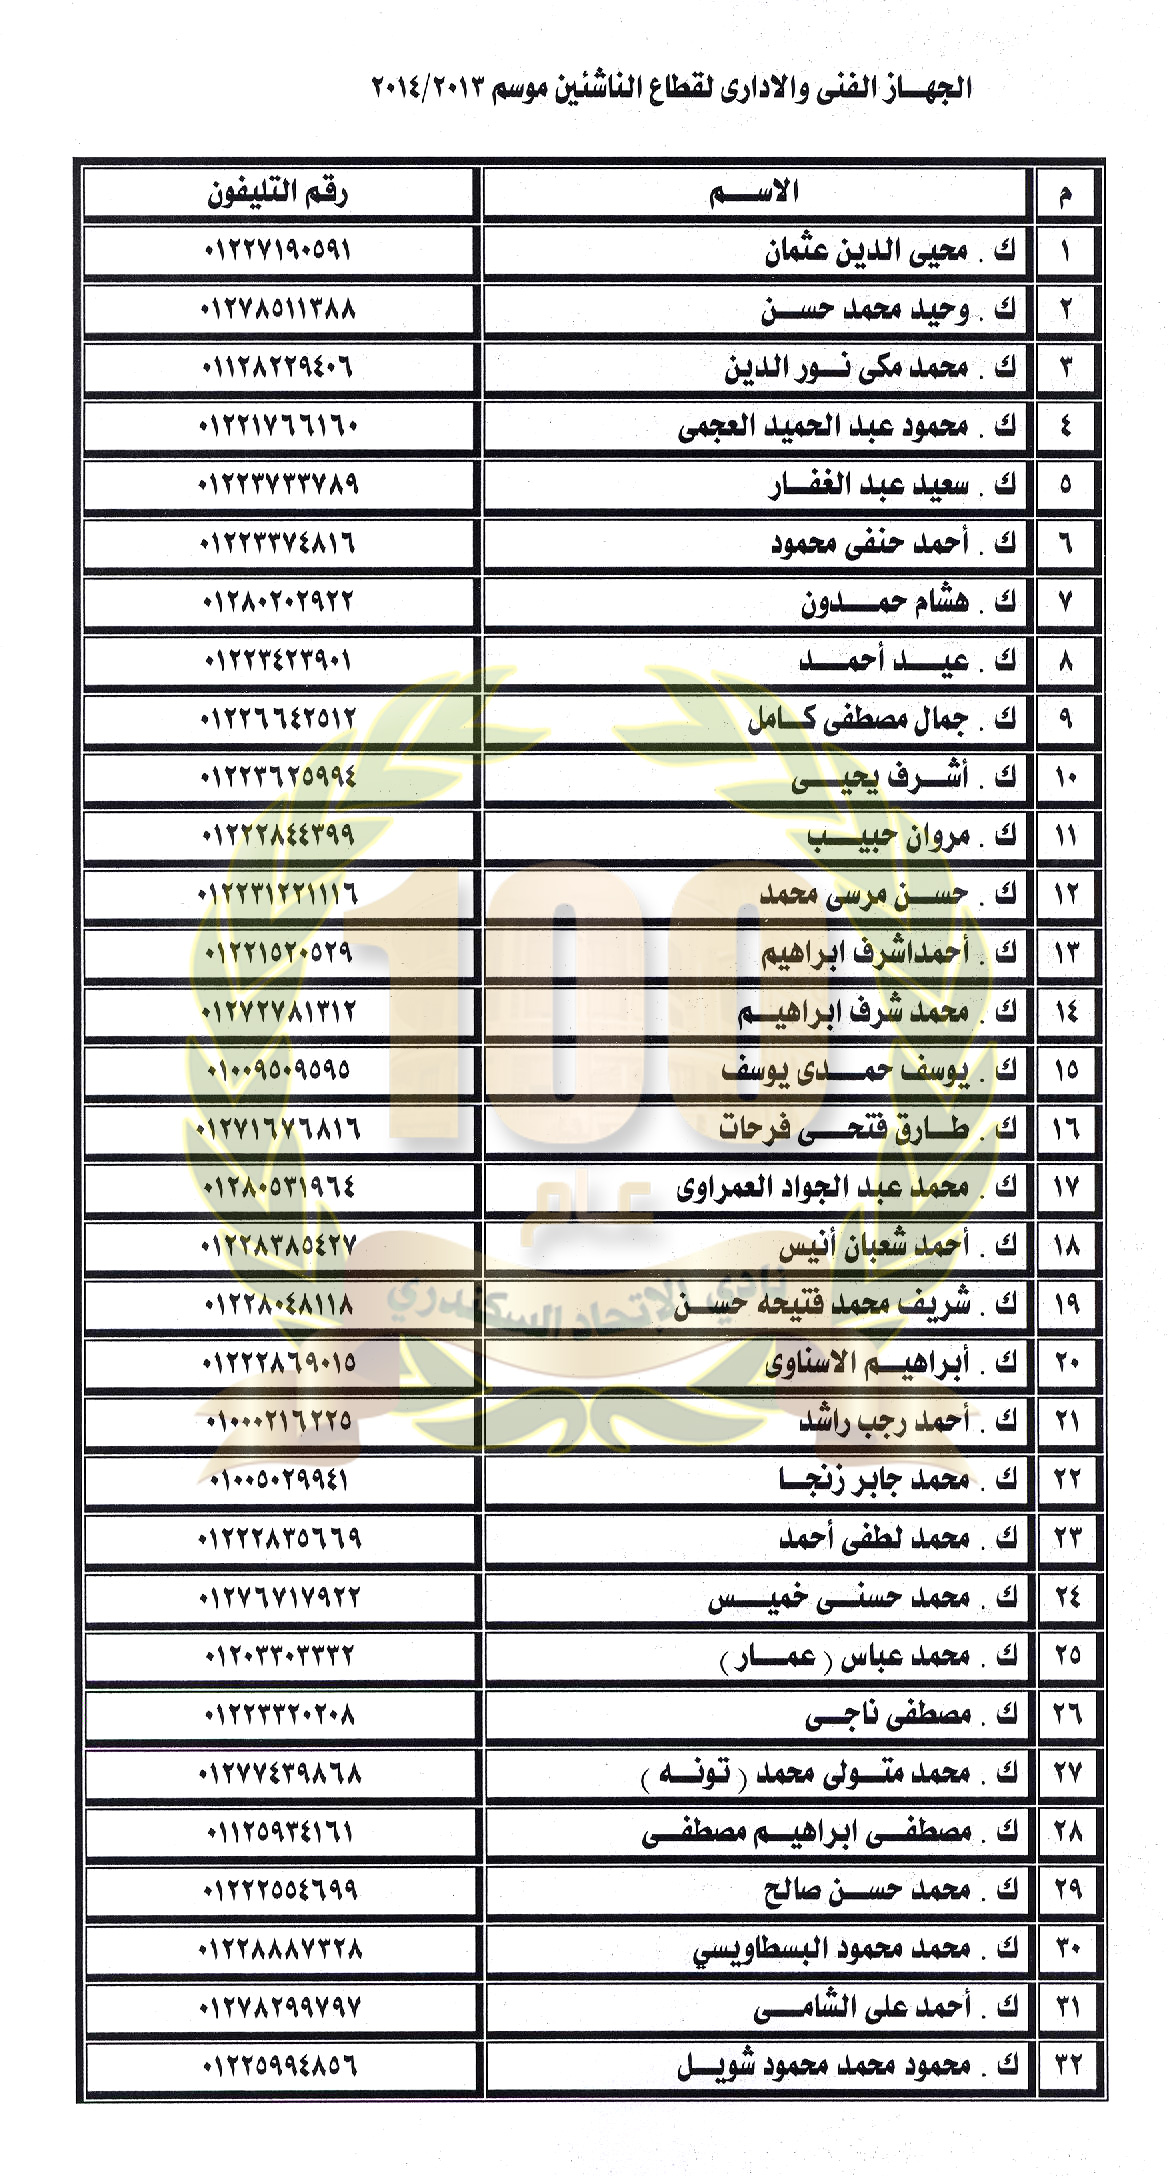 الجهاز الفنى والادارى لقطاع الناشئين موسم ٢٠١٤/٢٠١٣
م الاسم رقم التليفون
١ ك . محيى الدين عثمان ٠١٢٢٧١٩٠٥٩١
٢ ك . وحيد محمد حسن ٠١٢٧٨٥١١٣٨٨
٣ ك . محمد مكى نور الدين ٠١١٢٨٢٢٩٤٠٦
٤ ك . محمود عبد الحميد العجمى ٠١٢٢١٧٦٦١٦٠
٥ ك . سعيد عبد الغفار ٠١٢٢٣٧٣٣٧٨٩
٦ ك . أحمد حنفى محمود ٠١٢٢٣٣٧٤٨١٦
٧ ك . هشام حمدون ٠١٢٨٠٢٠٢٩٢٢
٨ ك . عيد أحمد ٠١٢٢٣٤٢٣٩٠١
٩ ك . جمال مصطفى كامل ٠١٢٢٦٦٤٢٥١٢
١٠ ك . أشرف يحيى ٠١٢٢٣٦٢٥٩٩٤
١١ ك . مروان حبيب ٠١٢٢٢٨٤٤٣٩٩
١٢ ك . حسن مرسى محمد ٠١٢٢٣١٢٢١١١٦
١٣ ك . أحمداشرف ابراهيم ٠١٢٢١٥٢٠٥٢٩
١٤ ك . محمد شرف ابراهيم ٠١٢٧٢٧٨١٣١٢
١٥ ك . يوسف حمدى يوسف ٠١٠٠٩٥٠٩٥٩٥
١٦ ك . طارق فتحى فرحات ٠١٢٧١٦٧٦٨١٦
١٧ ك . محمد عبد الجواد العمراوى ٠١٢٨٠٥٣١٩٦٤
١٨ ك . أحمد شعبان أنيس ٠١٢٢٨٣٨٥٤٢٧
١٩ ك . شريف محمد فتيحه حسن ٠١٢٢٨٠٤٨١١٨
٢٠ ك . أبراهيم الاسناوى ٠١٢٢٢٨٦٩٠١٥
٢١ ك . أحمد رجب راشد ٠١٠٠٠٢١٦٢٢٥
٢٢ ك . محمد جابر زنجا ٠١٠٠٥٠٢٩٩٤١
٢٣ ك . محمد لطفى أحمد ٠١٢٢٢٨٣٥٦٦٩
٢٤ ك . محمد حسنى خميس ٠١٢٧٦٧١٧٩٢٢
٢٥ ك . محمد عباس ( عمار ) ٠١٢٠٣٣٠٣٣٣٢
٢٦ ك . مصطفى ناجى ٠١٢٢٣٣٢٠٢٠٨
٢٧ ك . محمد متولى محمد ( تونه ) ٠١٢٧٧٤٣٩٨٦٨
٢٨ ك . مصطفى ابراهيم مصطفى ٠١١٢٥٩٣٤١٦١
٢٩ ك . محمد حسن صالح ٠١٢٢٢٥٥٤٦٩٩
٣٠ ك . محمد محمود البسطاويسي ٠١٢٢٨٨٨٧٣٢٨
٣١ ك . أحمد على الشامى ٠١٢٧٨٢٩٩٧٩٧
٣٢ ك . محمود محمد محمود شويل ٠١٢٢٥٩٩٤٨٥٦
100
عام
نادي الإتحاد السكندري